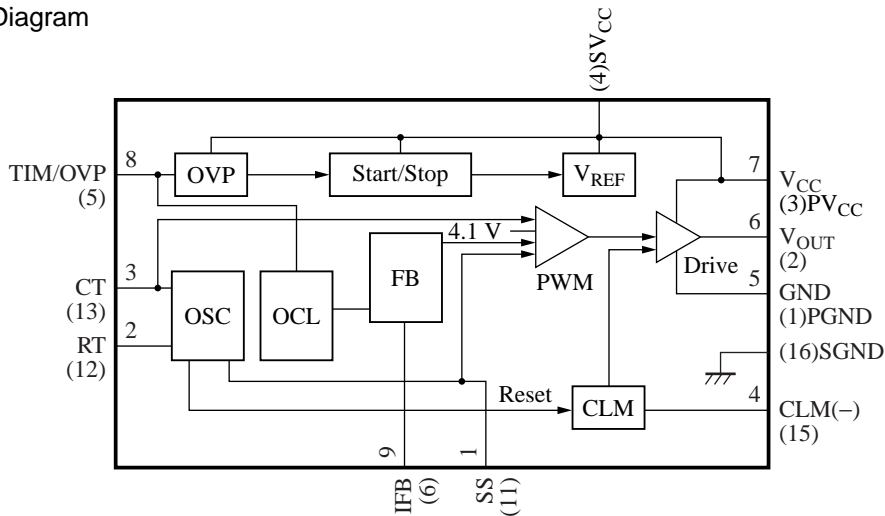 Diagram
(4)SVCC
TIM/OVP
(5)
8
OVP
Start/Stop
VREF
7
VCC
(3)PVCC
4.1 V
PWM
Drive
6
VOUT
(2)
5
GND
(1)PGND
CT
(13)
3
RT
(12)
2
OSC
OCL
FB
(16)SGND
Reset
CLM
4
CLM(−)
(15)
9
IFB
(6)
1
SS
(11)